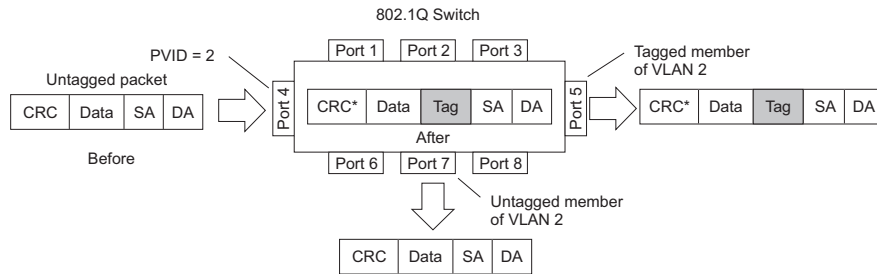 802.1Q Switch
Port 1 Port 2 Port 3
PVID = 2
Tagged member
of VLAN 2
Untagged packet
CRC Data SA DA
Port 4
CRC* Data Tag SA DA
Port 5
CRC* Data Tag SA DA
After
Before
Port 6 Port 7 Port 8
Untagged member
of VLAN 2
CRC Data SA DA